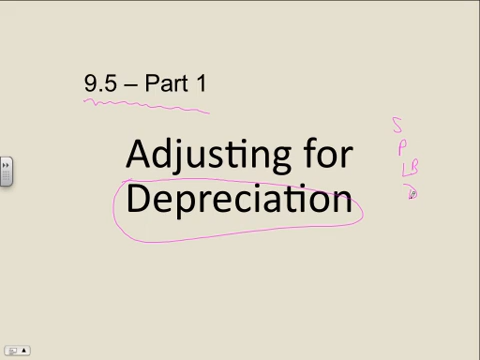 9.5 – Part 1
Adjusting for
Depreciation
S
P
LB
D